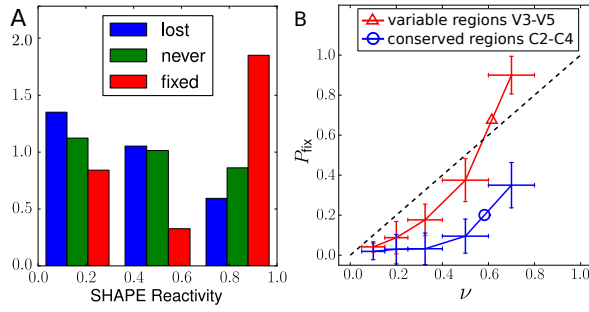 A
lost
never
fixed
2.0
1.5
1.0
0.5
0.0
0.0 0.2 0.4 0.6 0.8 1.0
SHAPE Reactivity
B
variable regions V3-V5
conserved regions C2-C4
1.0
0.8
0.6
0.4
0.2
0.0
P_fix
0.0 0.2 0.4 0.6 0.8 1.0
ν